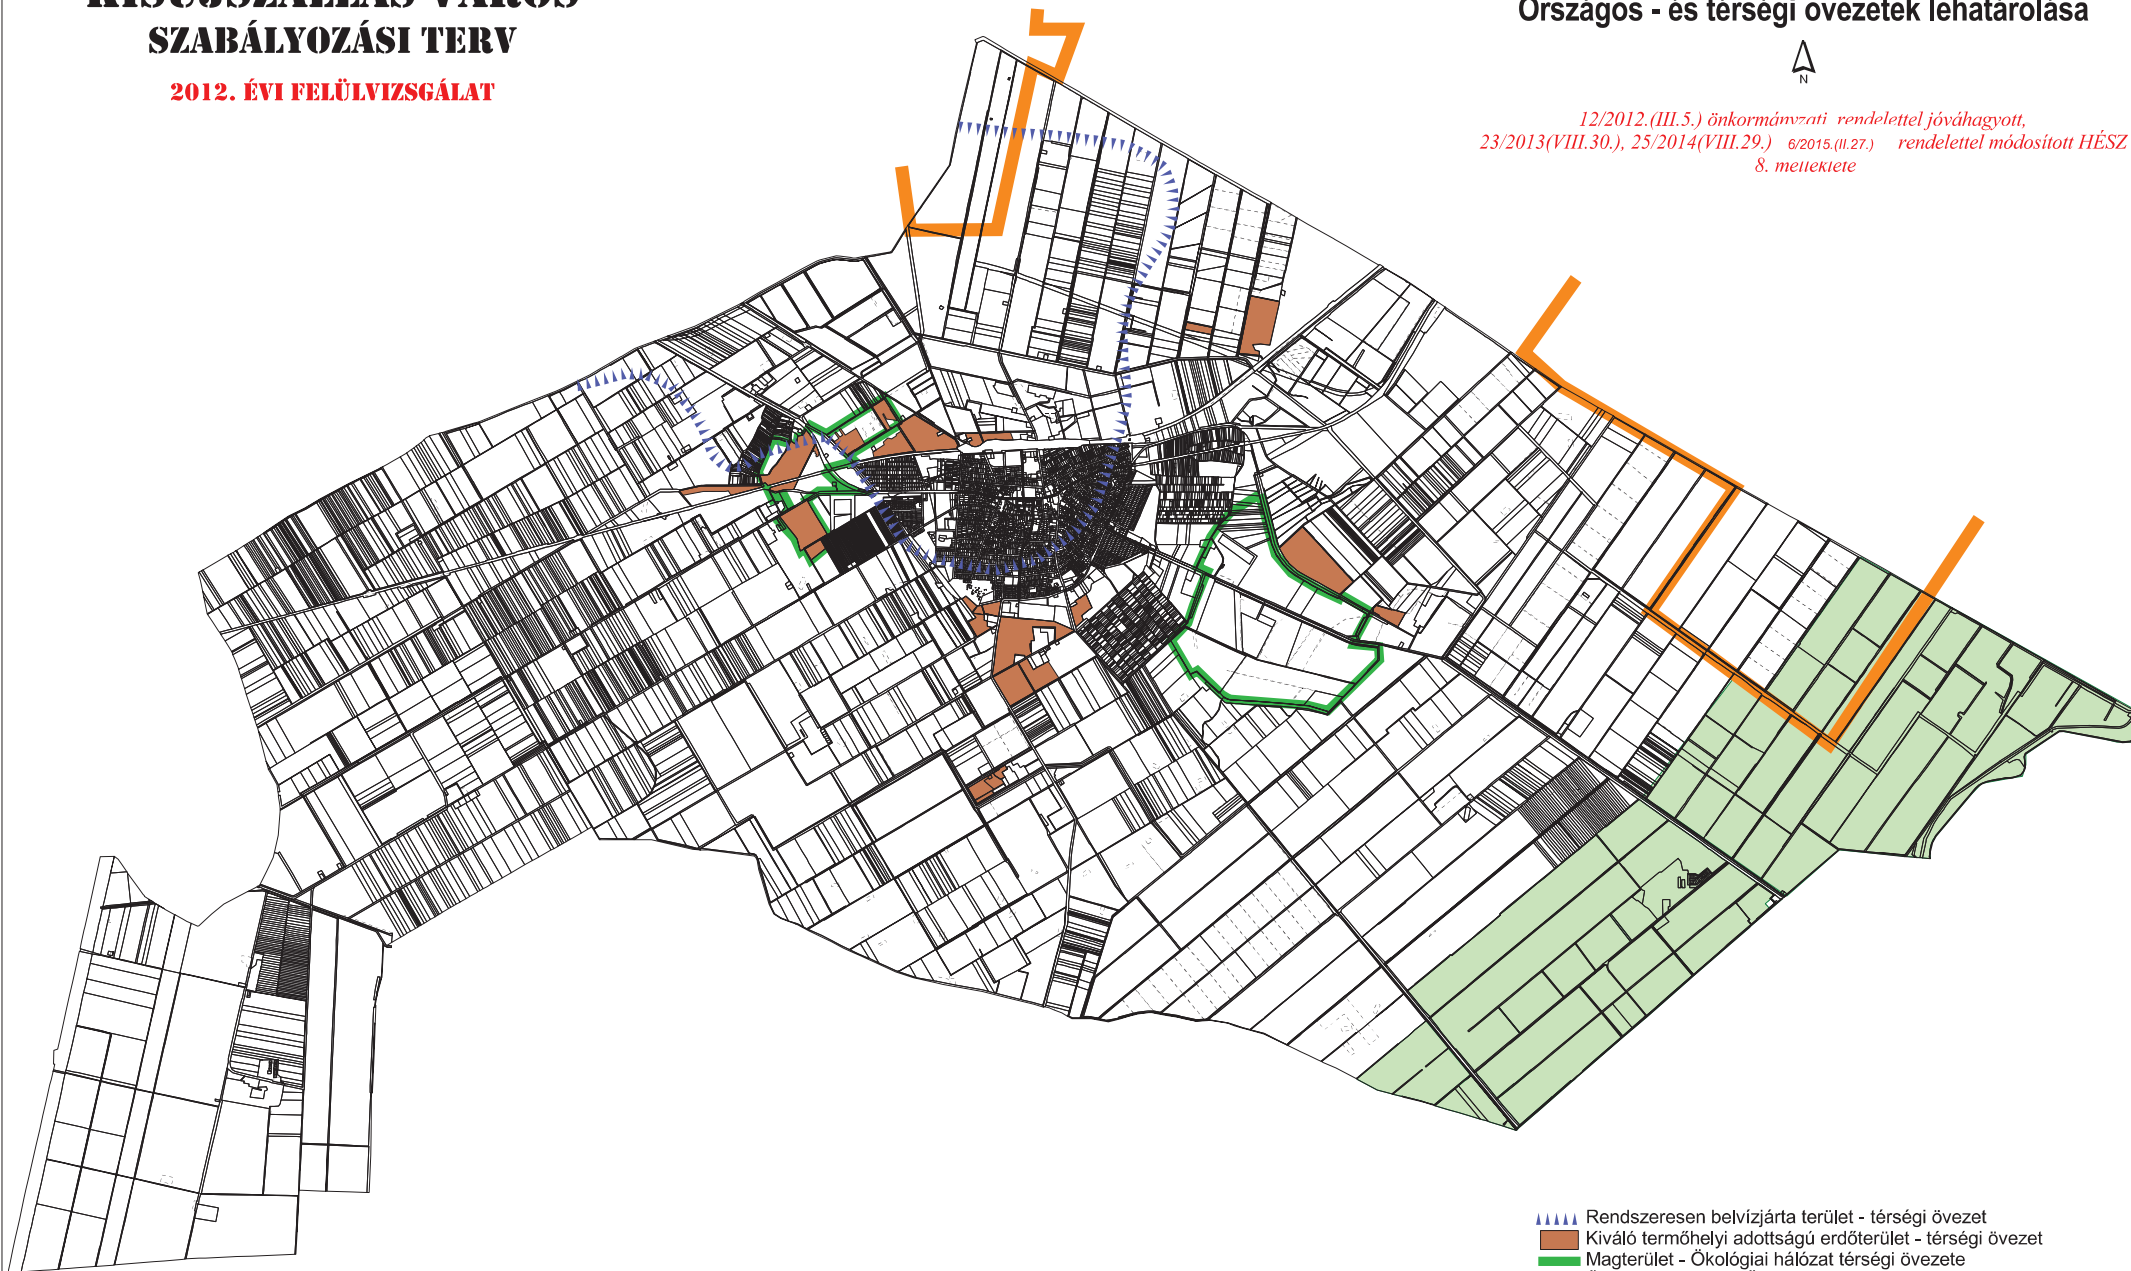 KISÚJSZÁLLÁS VÁROS
SZABÁLYOZÁSI TERV
2012. ÉVI FELÜLVIZSGÁLAT
Országos - és térségi övezetek lehatárolása
N
12/2012.(III.5.) önkormányzati rendelettel jóváhagyott,
23/2013(VIII.30.), 25/2014(VIII.29.) 6/2015.(II.27.) rendelettel módosított HÉSZ
8. melléklete
Rendszeresen belvízjárta terület - térségi övezet
Kiváló termőhelyi adottságú erdőterület - térségi övezet
Magterület - Ökológiai hálózat térségi övezete